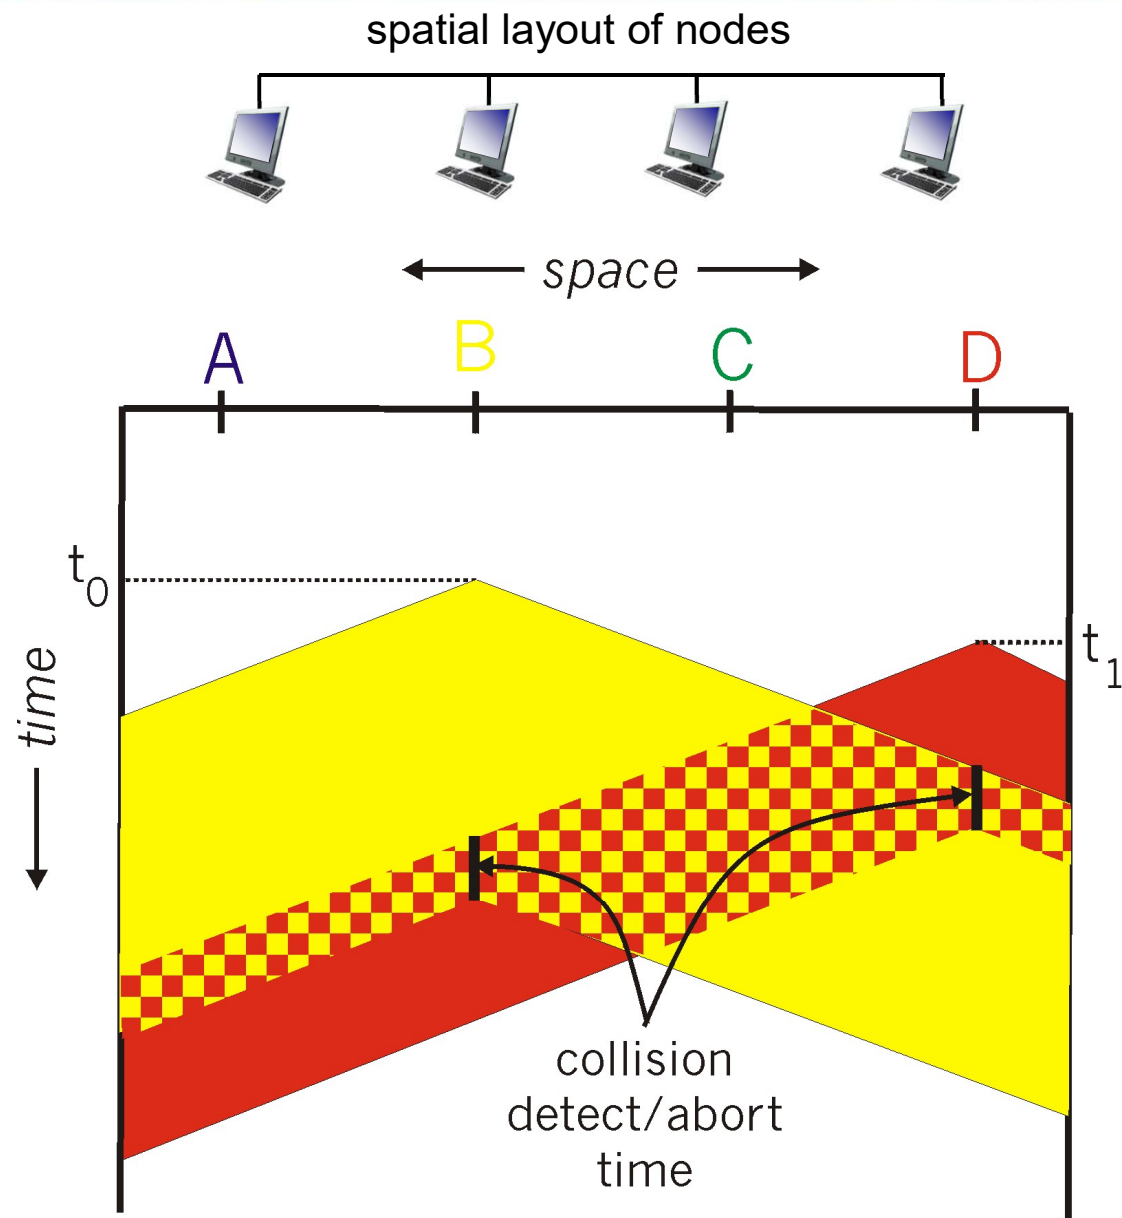 spatial layout of nodes
space
A B C D
t0
t1
time
collision
detect/abort
time